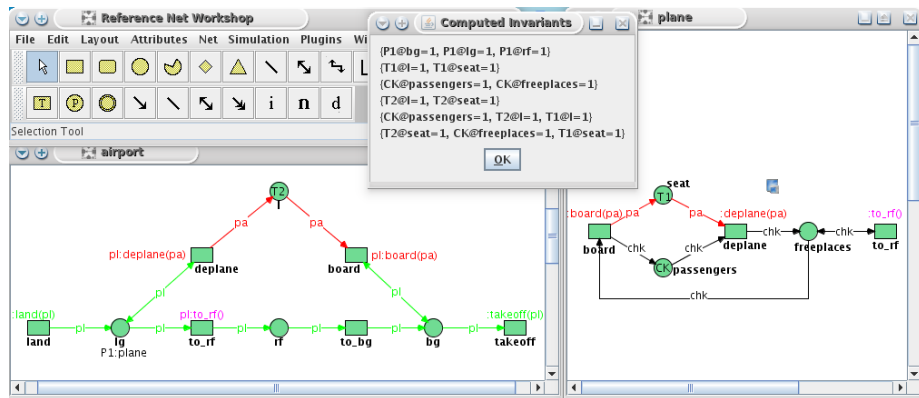 Reference Net Workshop
File Edit Layout Attributes Net Simulation Plugins Wi
T P i n d
Selection Tool
Computed Invariants
{P1@bg=1, P1@lg=1, P1@rf=1}
{T1@l=1, T1@seat=1}
{CK@passengers=1, CK@freeplaces=1}
{T2@l=1, T2@seat=1}
{CK@passengers=1, T2@l=1, T1@l=1}
{T2@seat=1, CK@freeplaces=1, T1@seat=1}
OK
airport
T2
l
pa pa
pl:deplane(pa) pl:board(pa)
deplane board
pl pl
:land(pl) pl:to_rf() :takeoff(pl)
pl pl pl pl pl pl
land lg to_rf rf to_bg bg takeoff
P1:plane
plane
seat
T1
:board(pa) pa pa :deplane(pa) :to_rf()
chk chk chk chk
board deplane freeplaces to_rf
CK passengers
chk